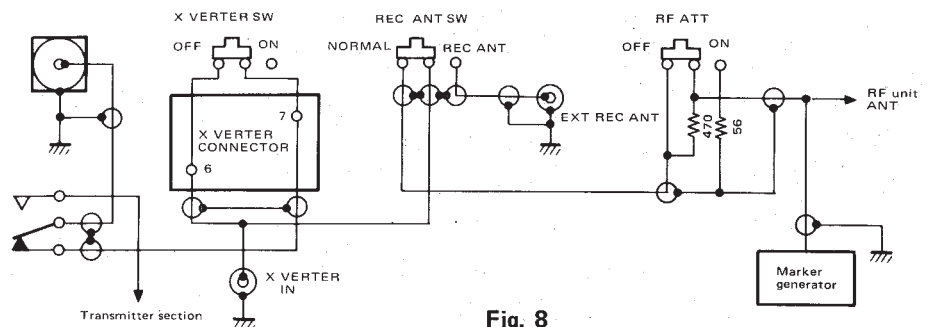 X VERTER SW
OFF ON
REC ANT SW
NORMAL REC ANT
RF ATT
OFF ON
RF unit
ANT
7
X VERTER
CONNECTOR
6
EXT REC ANT
470
56
X VERTER
IN
Marker
generator
Transmitter section
Fig. 8